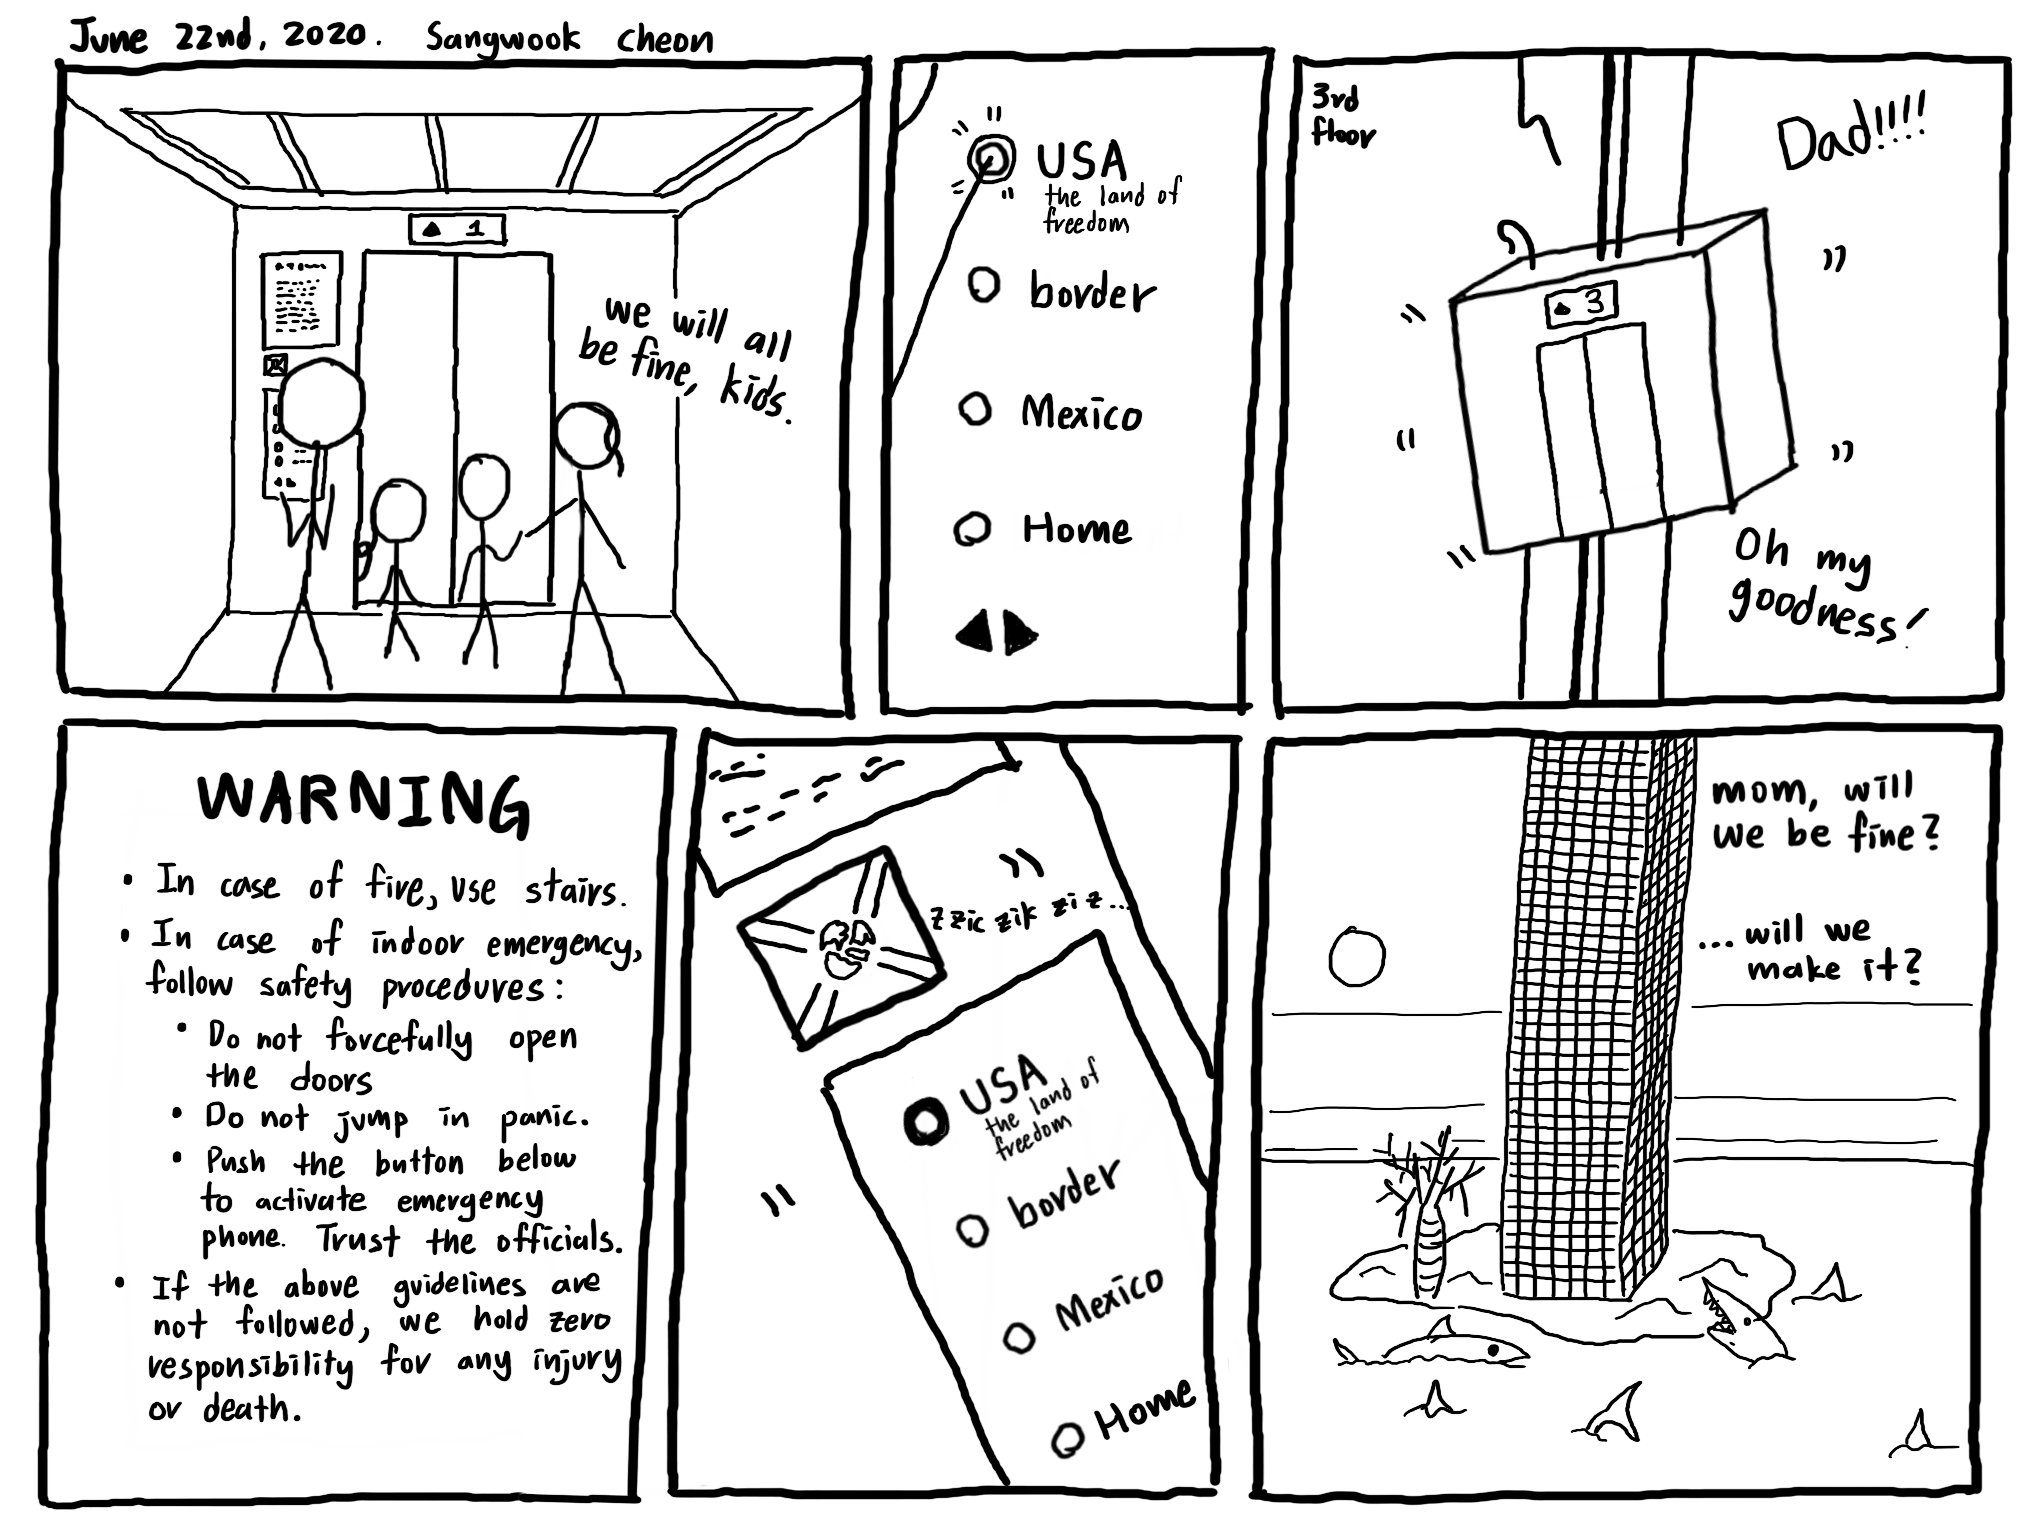 June 22nd, 2020. Sangwook Cheon
1
we will all
be fine, kids.
USA
the land of
freedom
border
Mexico
Home
3rd
floor
Dad!!!!
3
Oh my
goodness!
WARNING
• In case of fire, use stairs.
• In case of indoor emergency,
follow safety procedures:
• Do not forcefully open
the doors
• Do not jump in panic.
• Push the button below
to activate emergency
phone. Trust the officials.
• If the above guidelines are
not followed, we hold zero
responsibility for any injury
or death.
zzic zik ziz...
USA
the land of
freedom
border
Mexico
Home
mom, will
we be fine?
... will we
make it?